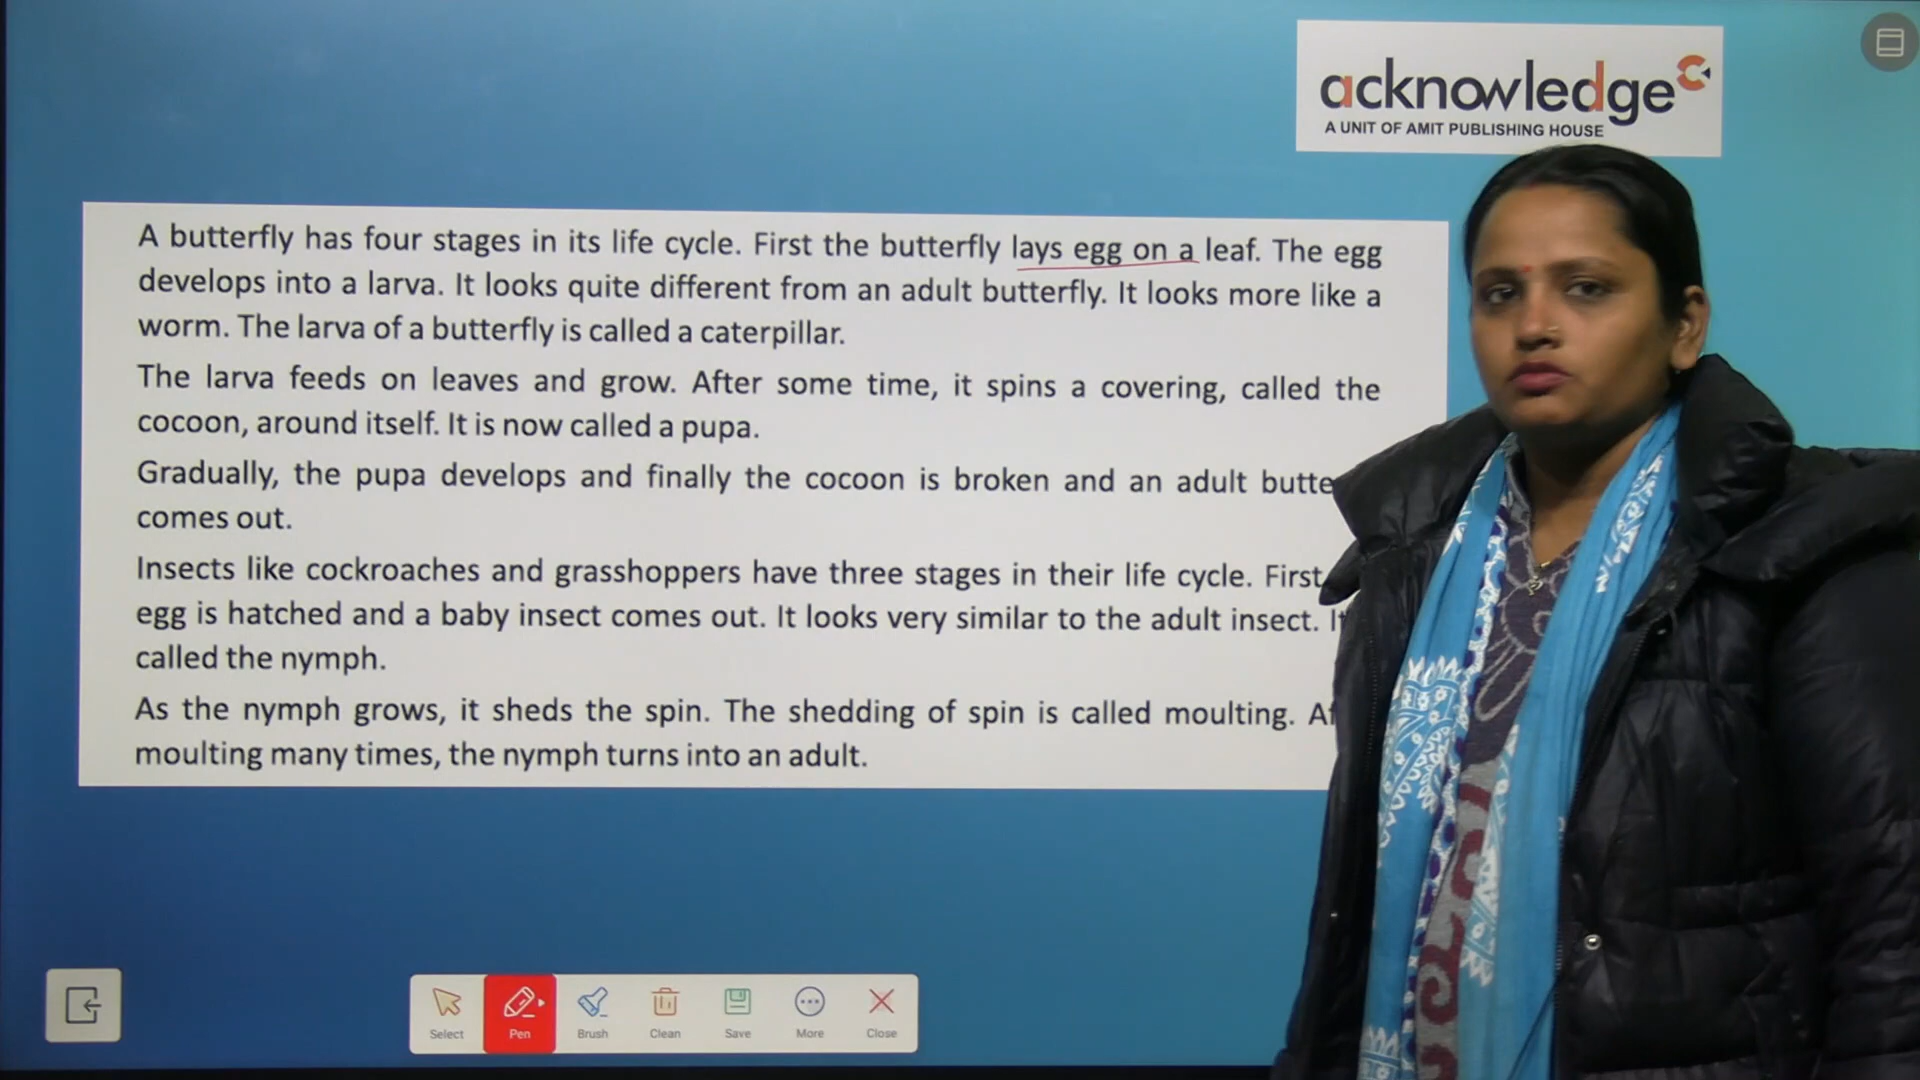 acknowledge
A UNIT OF AMIT PUBLISHING HOUSE
A butterfly has four stages in its life cycle. First the butterfly lays egg on a leaf. The egg
develops into a larva. It looks quite different from an adult butterfly. It looks more like a
worm. The larva of a butterfly is called a caterpillar.
The larva feeds on leaves and grow. After some time, it spins a covering, called the
cocoon, around itself. It is now called a pupa.
Gradually, the pupa develops and finally the cocoon is broken and an adult
comes out.
Insects like cockroaches and grasshoppers have three stages in their life cycle. First
egg is hatched and a baby insect comes out. It looks very similar to the adult insect.
called the nymph.
As the nymph grows, it sheds the spin. The shedding of spin is called moulting.
moulting many times, the nymph turns into an adult.
Select Pen Brush Clean Save More Close